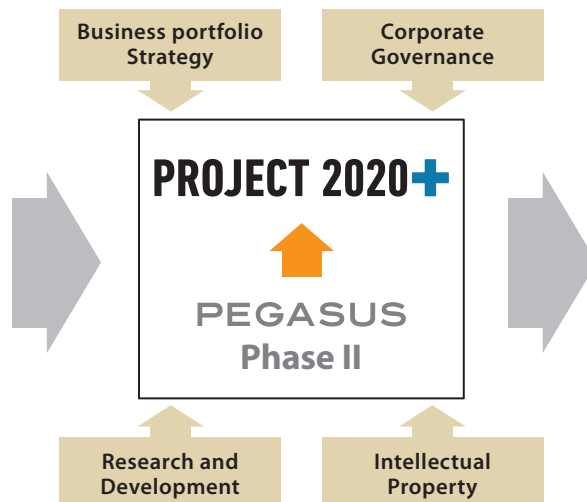 Business portfolio
Strategy
Corporate
Governance
PROJECT 2020+
PEGASUS
Phase II
Research and
Development
Intellectual
Property